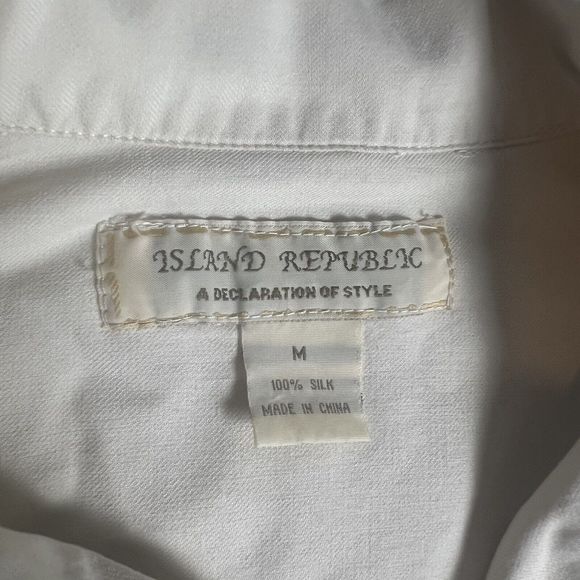 ISLAND REPUBLIC
A DECLARATION OF STYLE
M
100% SILK
MADE IN CHINA